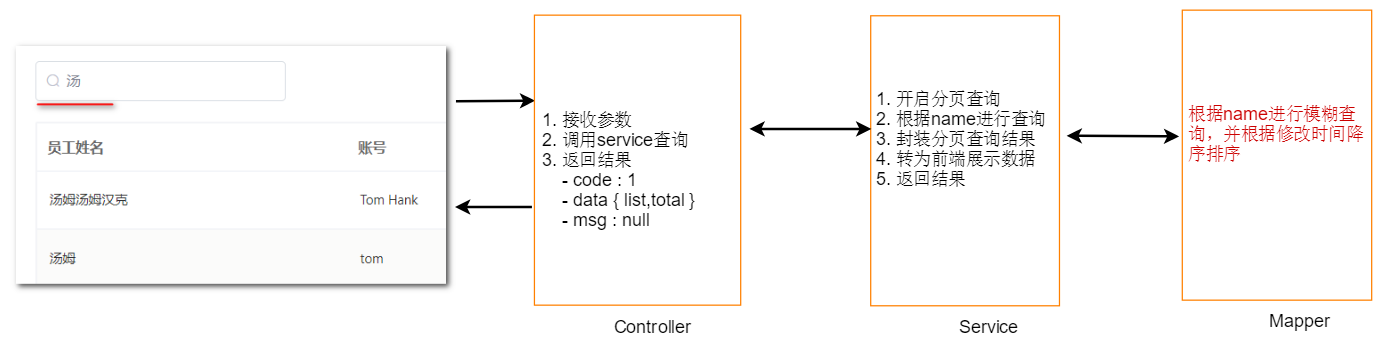 汤
员工姓名 账号
汤姆汤姆汉克 Tom Hank
汤姆 tom
1. 接收参数
2. 调用service查询
3. 返回结果
- code : 1
- data { list,total }
- msg : null
Controller
1. 开启分页查询
2. 根据name进行查询
3. 封装分页查询结果
4. 转为前端展示数据
5. 返回结果
Service
根据name进行模糊查
询，并根据修改时间降
序排序
Mapper